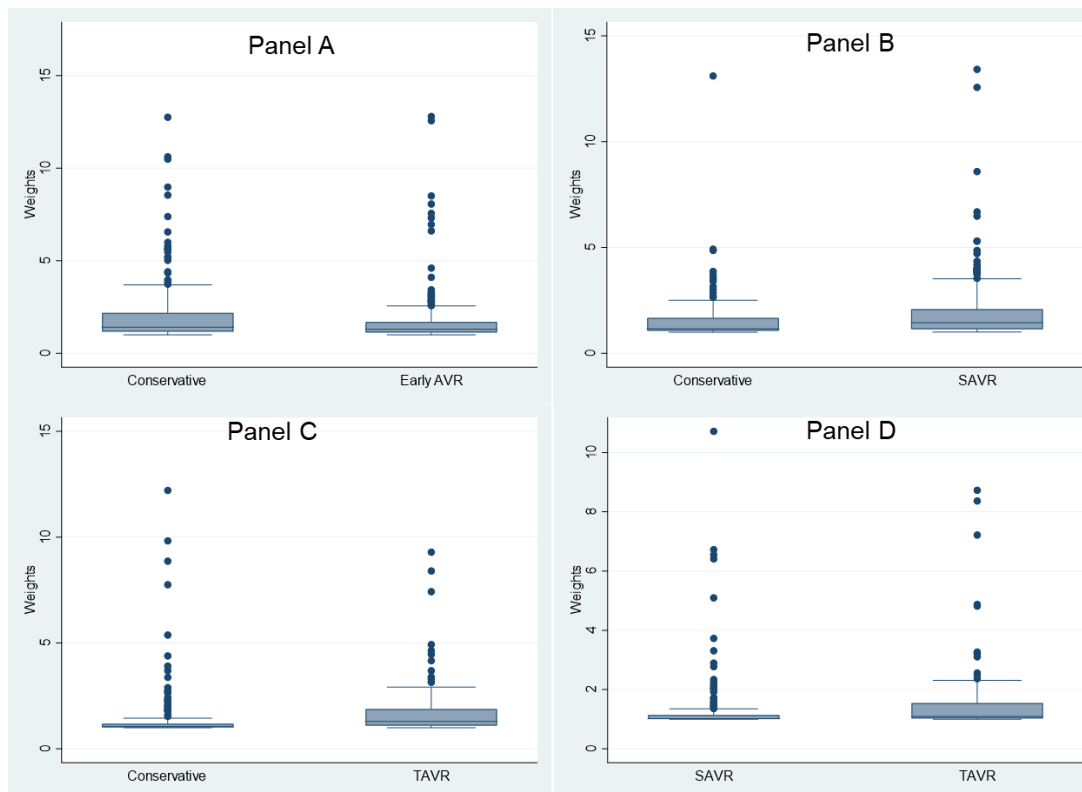 Panel A
Weights
15
10
5
0
Conservative
Early AVR
Panel B
Weights
15
10
5
0
Conservative
SAVR
Panel C
Weights
15
10
5
0
Conservative
TAVR
Panel D
Weights
10
8
6
4
2
0
SAVR
TAVR